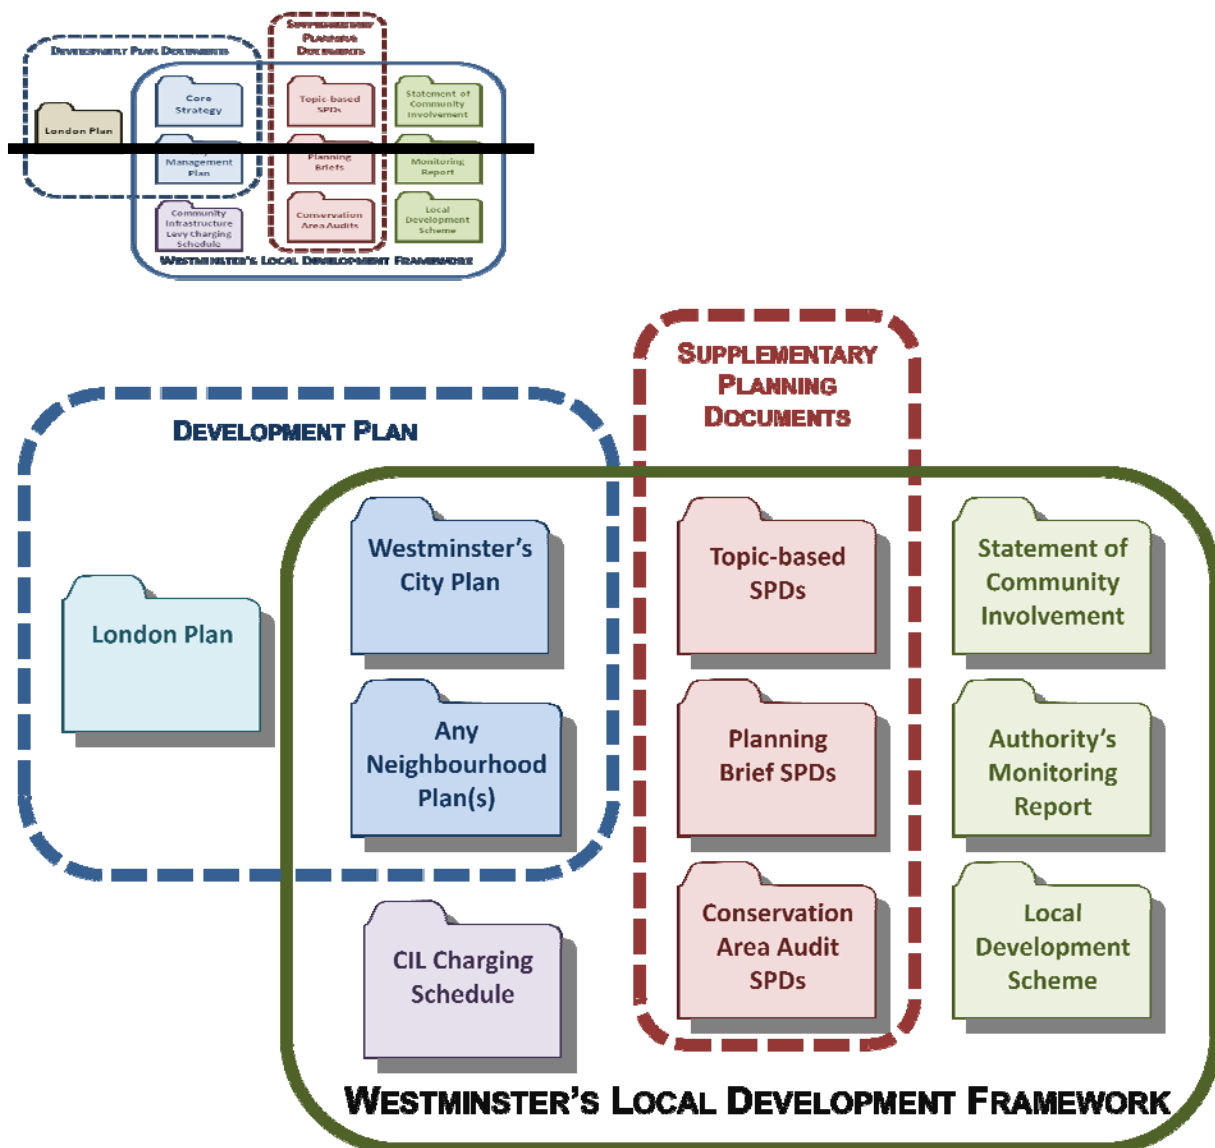 SUPPLEMENTARY
PLANNING
DOCUMENTS
DEVELOPMENT PLAN DOCUMENTS
Core
Strategy
Topic-based
SPDs
Statement of
Community
Involvement
London Plan
Management
Plan
Planning
Briefs
Monitoring
Report
Community
Infrastructure
Levy Charging
Schedule
Conservation
Area Audits
Local
Development
Scheme
WESTMINSTER'S LOCAL DEVELOPMENT FRAMEWORK
SUPPLEMENTARY
PLANNING
DOCUMENTS
DEVELOPMENT PLAN
London Plan
Westminster’s
City Plan
Topic-based
SPDs
Statement of
Community
Involvement
Any
Neighbourhood
Plan(s)
Planning
Brief SPDs
Authority’s
Monitoring
Report
CIL Charging
Schedule
Conservation
Area Audit
SPDs
Local
Development
Scheme
WESTMINSTER’S LOCAL DEVELOPMENT FRAMEWORK